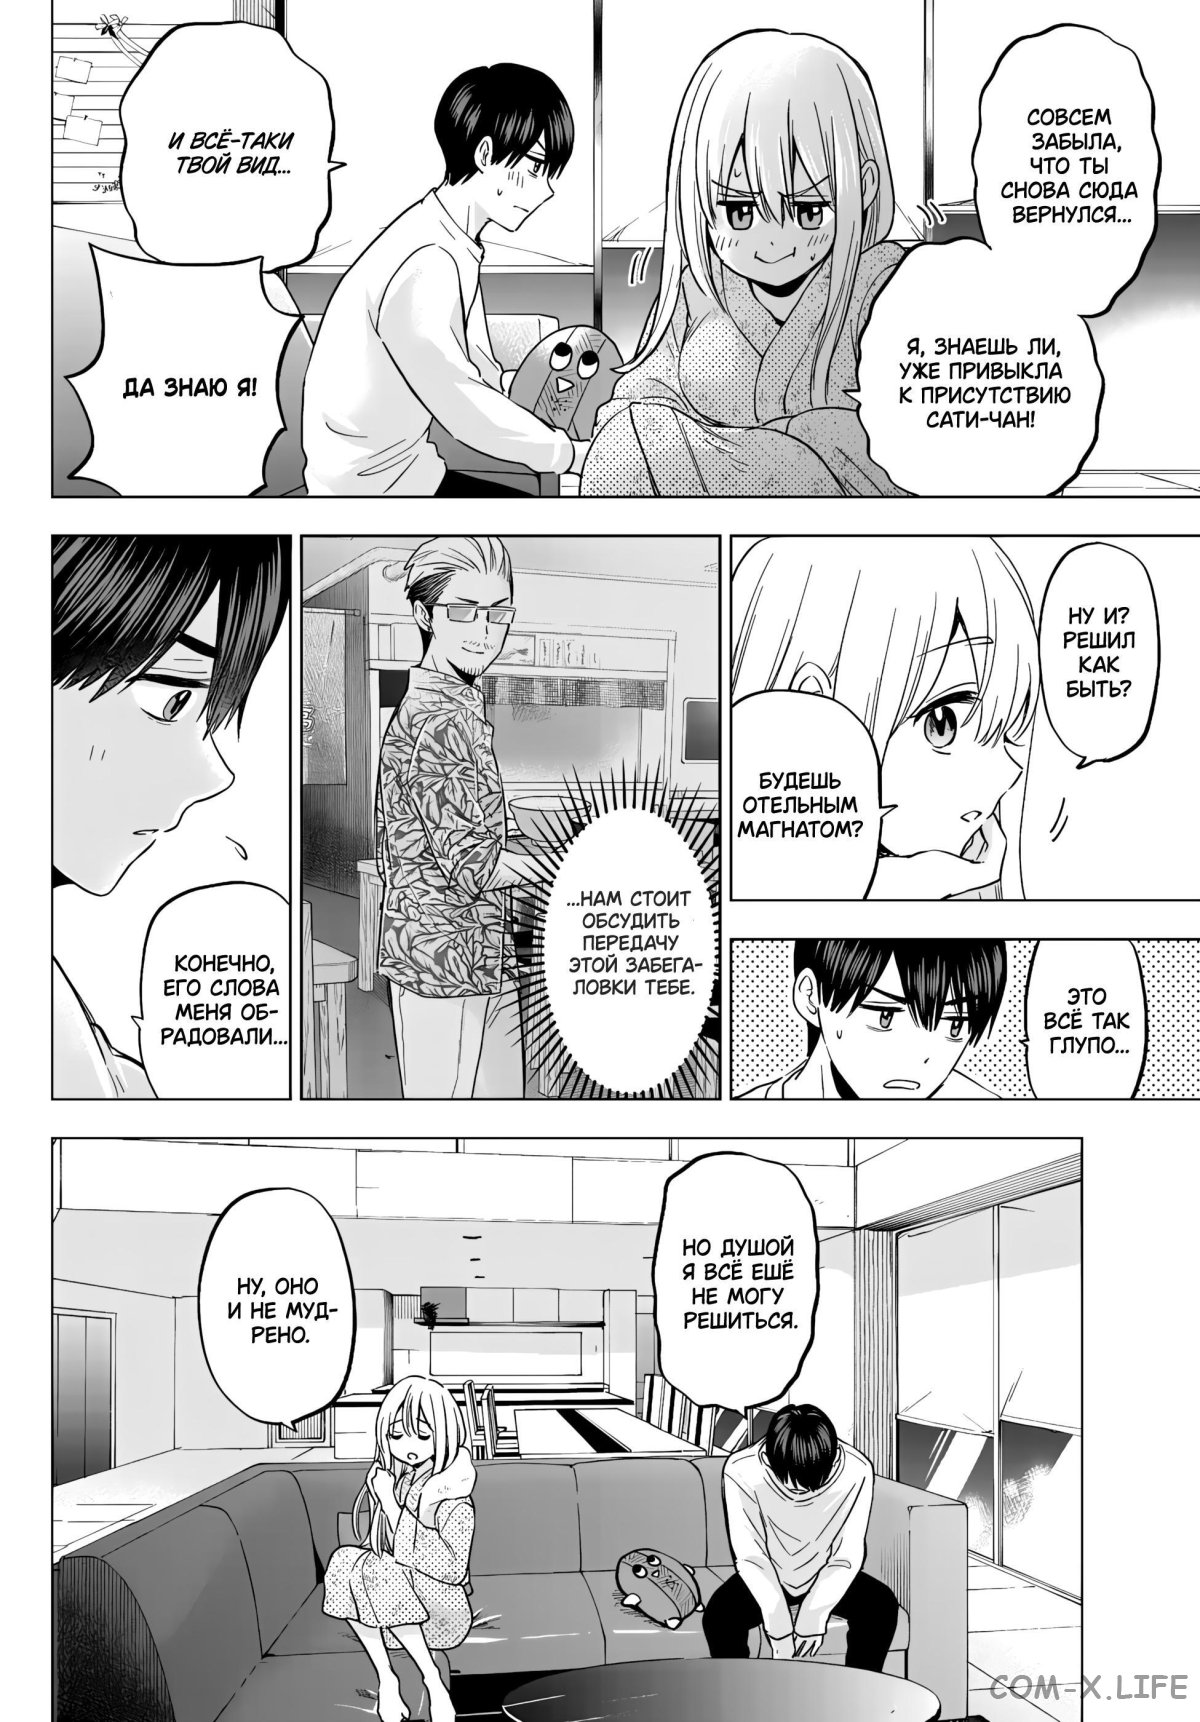 СОВСЕМ
ЗАБЫЛА,
ЧТО ТЫ
СНОВА СЮДА
ВЕРНУЛСЯ...
Я, ЗНАЕШЬ ЛИ,
УЖЕ ПРИВЫКЛА
К ПРИСУТСТВИЮ
САТИ-ЧАН!
И ВСЁ-ТАКИ
ТВОЙ ВИД...
ДА ЗНАЮ Я!
НУ И?
РЕШИЛ
КАК
БЫТЬ?
БУДЕШЬ
ОТЕЛЬНЫМ
МАГНАТОМ?
ЭТО
ВСЁ ТАК
ГЛУПО...
...НАМ СТОИТ
ОБСУДИТЬ
ПЕРЕДАЧУ
ЭТОЙ ЗАБЕГА-
ЛОВКИ ТЕБЕ.
КОНЕЧНО,
ЕГО СЛОВА
МЕНЯ ОБ-
РАДОВАЛИ...
НО ДУШОЙ
Я ВСЁ ЕШЁ
НЕ МОГУ
РЕШИТЬСЯ.
НУ, ОНО
И НЕ МУД-
РЕНО.
COM-X.LIFE